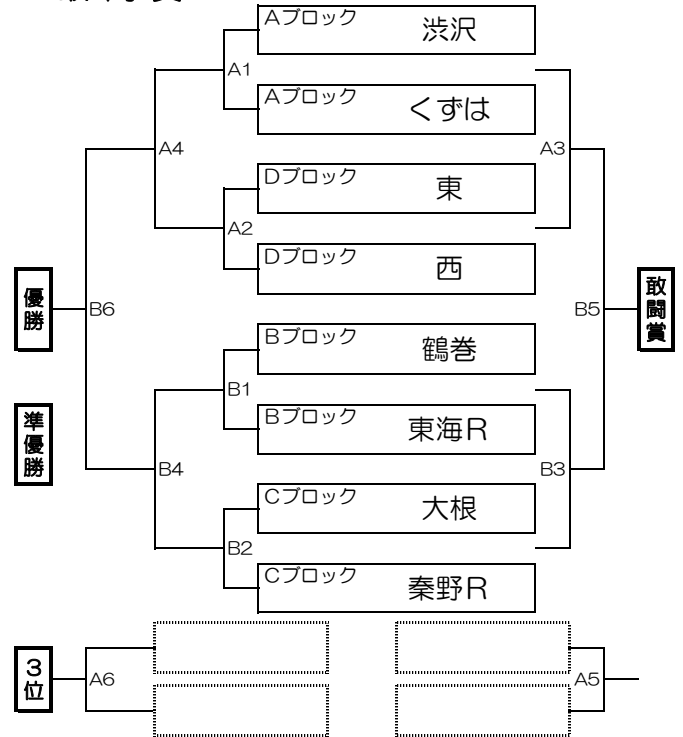 Aブロック 渋沢
A1
Aブロック くずは
A4
A3
Dブロック 東
A2
Dブロック 西
優勝
B6
B5
敢闘賞
Bブロック 鶴巻
B1
Bブロック 東海R
準優勝
B4
B3
Cブロック 大根
B2
Cブロック 秦野R
3位
A6
A5